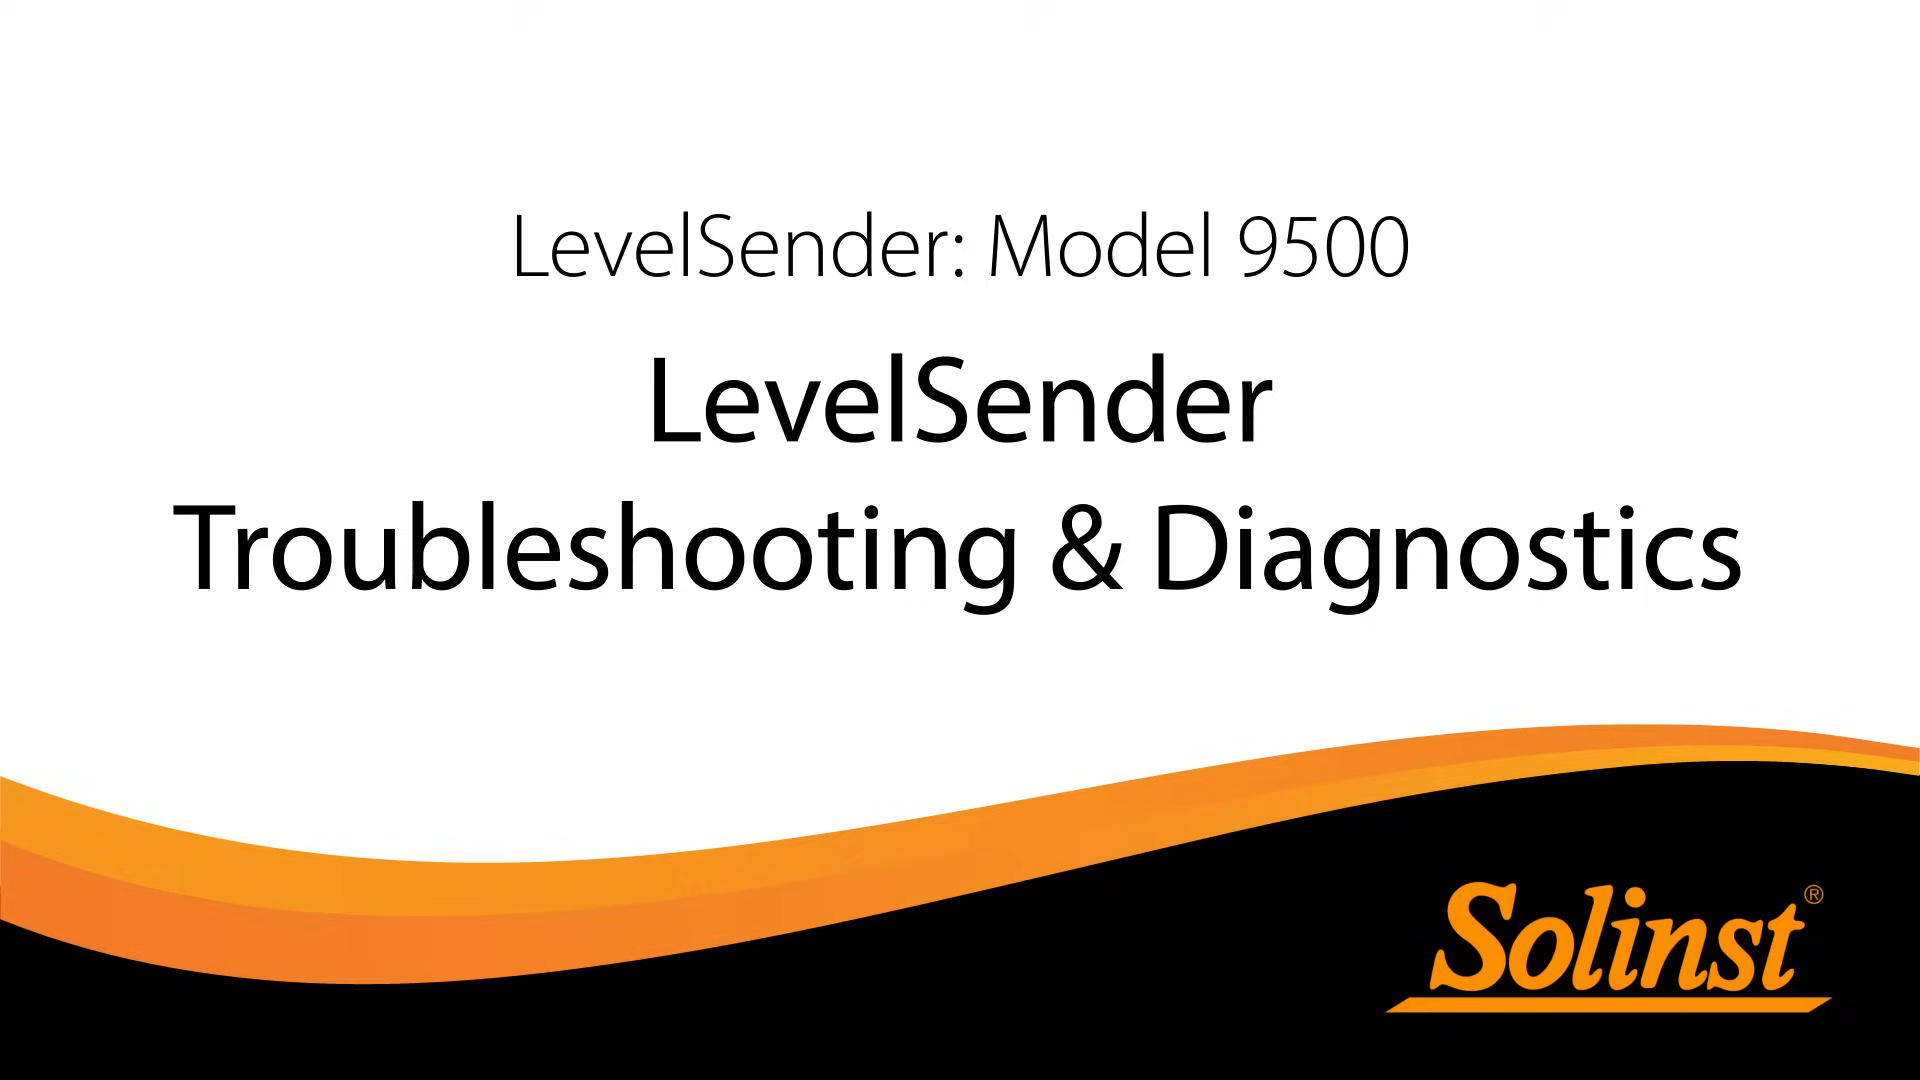 LevelSender: Model 9500
LevelSender
Troubleshooting & Diagnostics
Solinst®